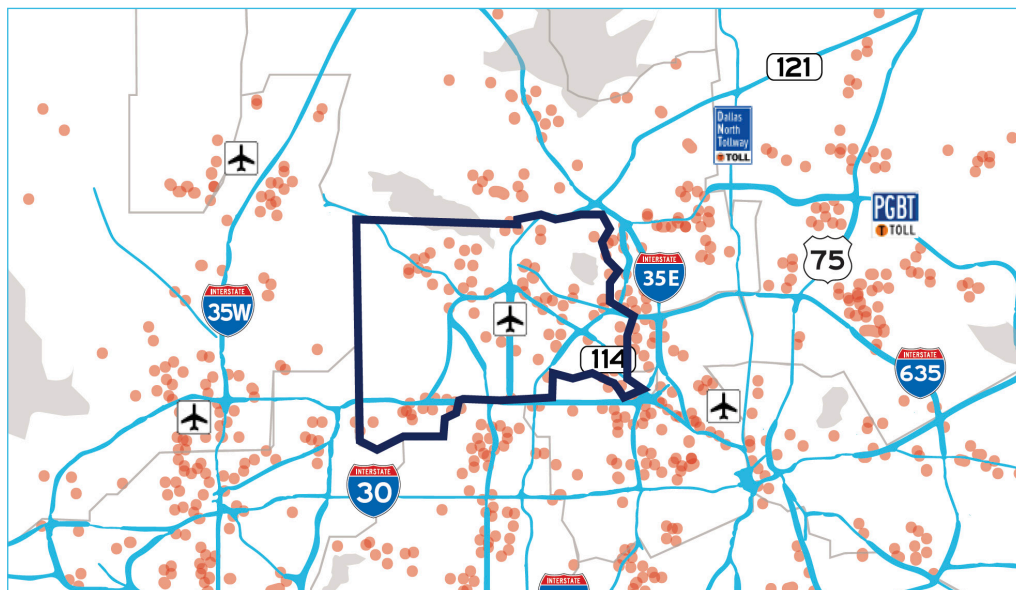 121
Dallas
North
Tollway
TOLL
PGBT
TOLL
75
INTERSTATE
35E
INTERSTATE
35W
114
INTERSTATE
635
INTERSTATE
30
INTERSTATE